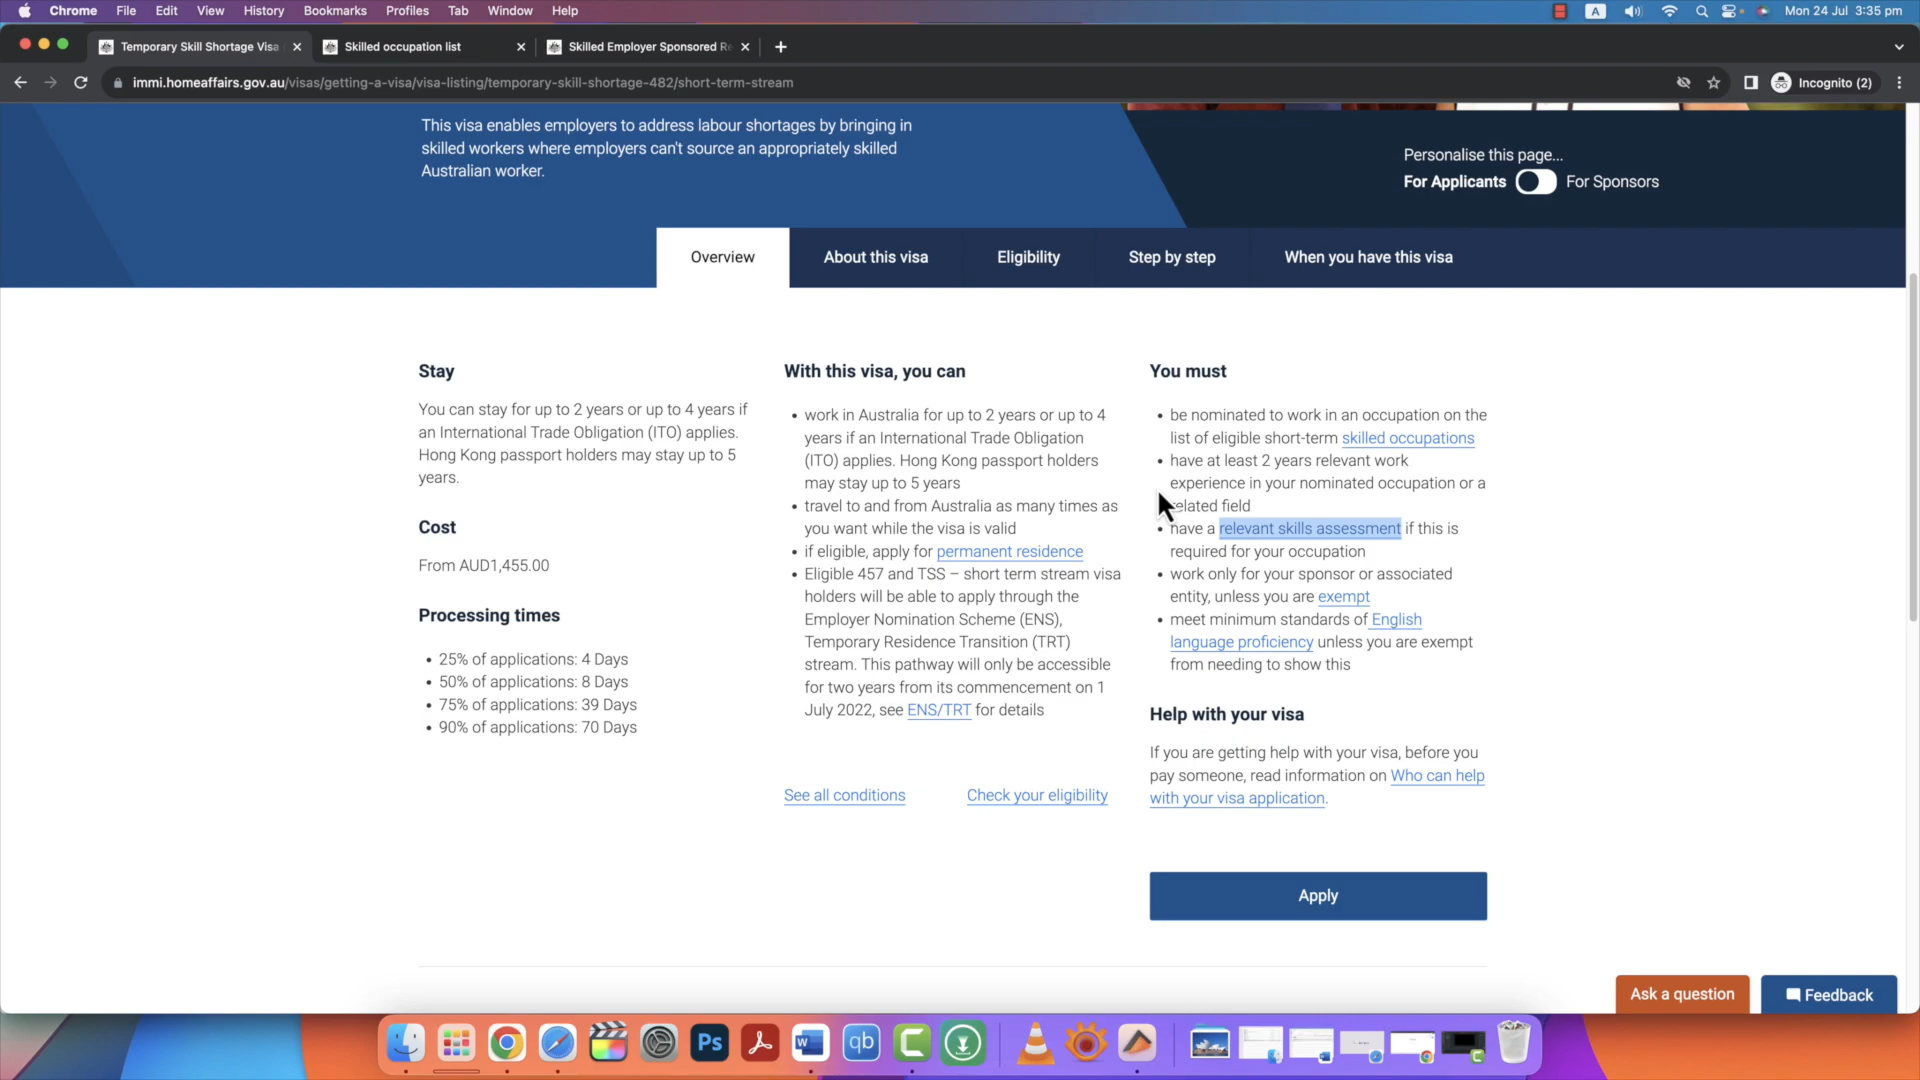 Chrome File Edit View History Bookmarks Profiles Tab Window Help
A
Mon 24 Jul 3:35 pm
Temporary Skill Shortage Visa
Skilled occupation list
Skilled Employer Sponsored Re
immi.homeaffairs.gov.au/visas/getting-a-visa/visa-listing/temporary-skill-shortage-482/short-term-stream
Incognito (2)
This visa enables employers to address labour shortages by bringing in
skilled workers where employers can't source an appropriately skilled
Australian worker.
Personalise this page...
For Applicants For Sponsors
Overview
About this visa
Eligibility
Step by step
When you have this visa
Stay
You can stay for up to 2 years or up to 4 years if
an International Trade Obligation (ITO) applies.
Hong Kong passport holders may stay up to 5
years.
Cost
From AUD1,455.00
Processing times
• 25% of applications: 4 Days
• 50% of applications: 8 Days
• 75% of applications: 39 Days
• 90% of applications: 70 Days
With this visa, you can
• work in Australia for up to 2 years or up to 4
years if an International Trade Obligation
(ITO) applies. Hong Kong passport holders
may stay up to 5 years
• travel to and from Australia as many times as
you want while the visa is valid
• if eligible, apply for permanent residence
• Eligible 457 and TSS – short term stream visa
holders will be able to apply through the
Employer Nomination Scheme (ENS),
Temporary Residence Transition (TRT)
stream. This pathway will only be accessible
for two years from its commencement on 1
July 2022, see ENS/TRT for details
See all conditions
Check your eligibility
You must
• be nominated to work in an occupation on the
list of eligible short-term skilled occupations
• have at least 2 years relevant work
experience in your nominated occupation or a
related field
• have a relevant skills assessment if this is
required for your occupation
• work only for your sponsor or associated
entity, unless you are exempt
• meet minimum standards of English
language proficiency unless you are exempt
from needing to show this
Help with your visa
If you are getting help with your visa, before you
pay someone, read information on Who can help
with your visa application.
Apply
Ask a question
Feedback
Ps
W
qb